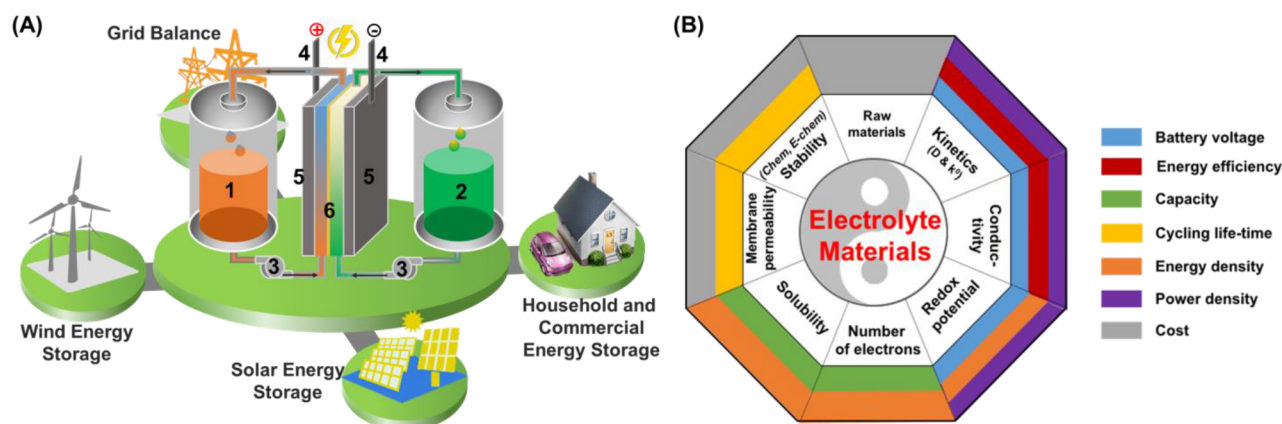 (A)
Grid Balance
+
-
4
4
1
2
5
5
6
3
3
Wind Energy
Storage
Solar Energy
Storage
Household and
Commercial
Energy Storage
(B)
Raw
materials
Kinetics
(D & k⁰)
Conduc-
tivity
Redox
potential
Number
of electrons
Solubility
Membrane
permeability
(Chem, E-chem)
Stability
Electrolyte
Materials
Battery voltage
Energy efficiency
Capacity
Cycling life-time
Energy density
Power density
Cost